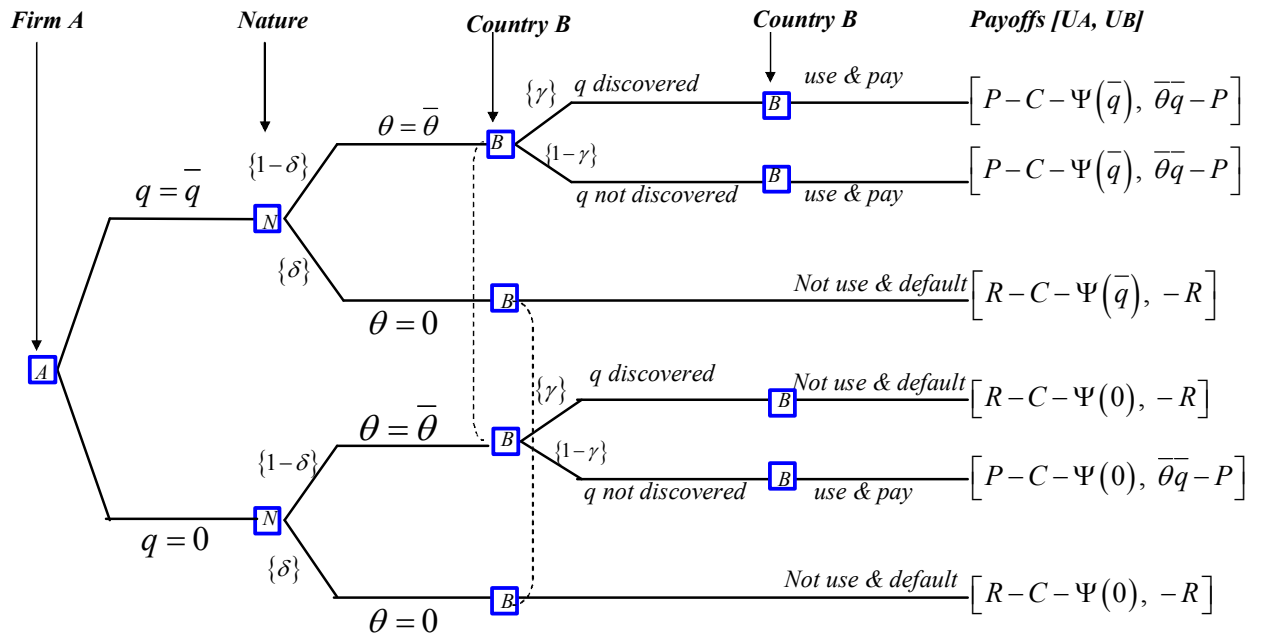 Firm A Nature Country B Country B Payoffs [UA, UB]
{γ} q discovered B use & pay [P − C − Ψ(q̄), θ̄q̄ − P]
θ = θ̄ B
{1−δ} {1−γ} B [P − C − Ψ(q̄), θ̄q̄ − P]
q = q̄ q not discovered use & pay
N
{δ} Not use & default [R − C − Ψ(q̄), −R]
B
θ = 0
A
{γ} q discovered Not use & default [R − C − Ψ(0), −R]
B
θ = θ̄ B
{1−δ} {1−γ} B [P − C − Ψ(0), θ̄q̄ − P]
q not discovered use & pay
N
q = 0
{δ} Not use & default [R − C − Ψ(0), −R]
B
θ = 0